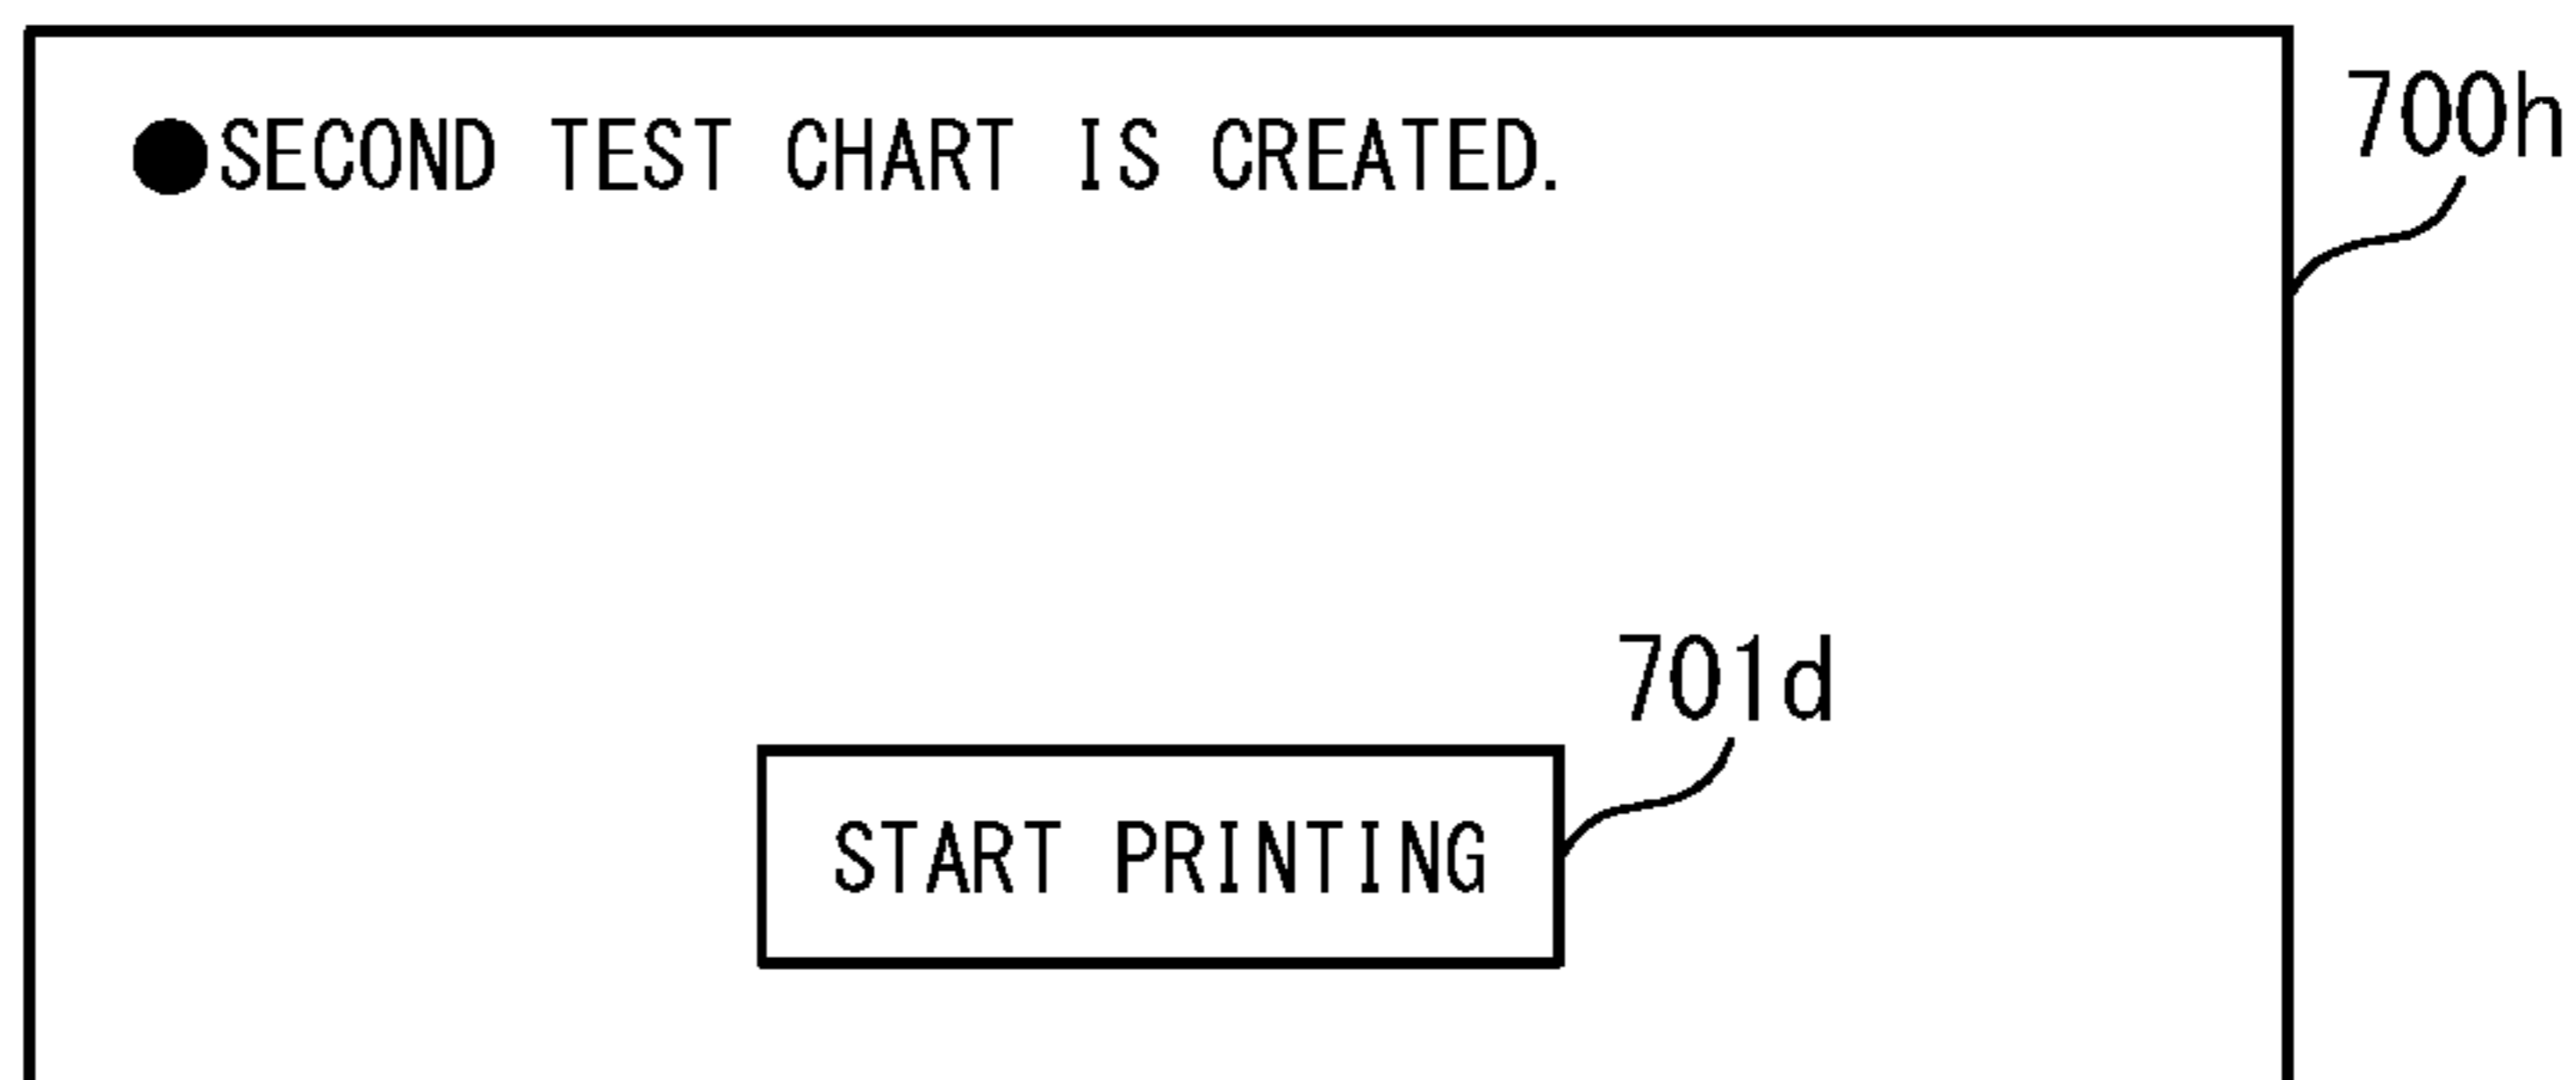 ●SECOND TEST CHART IS CREATED.
700h
701d
START PRINTING